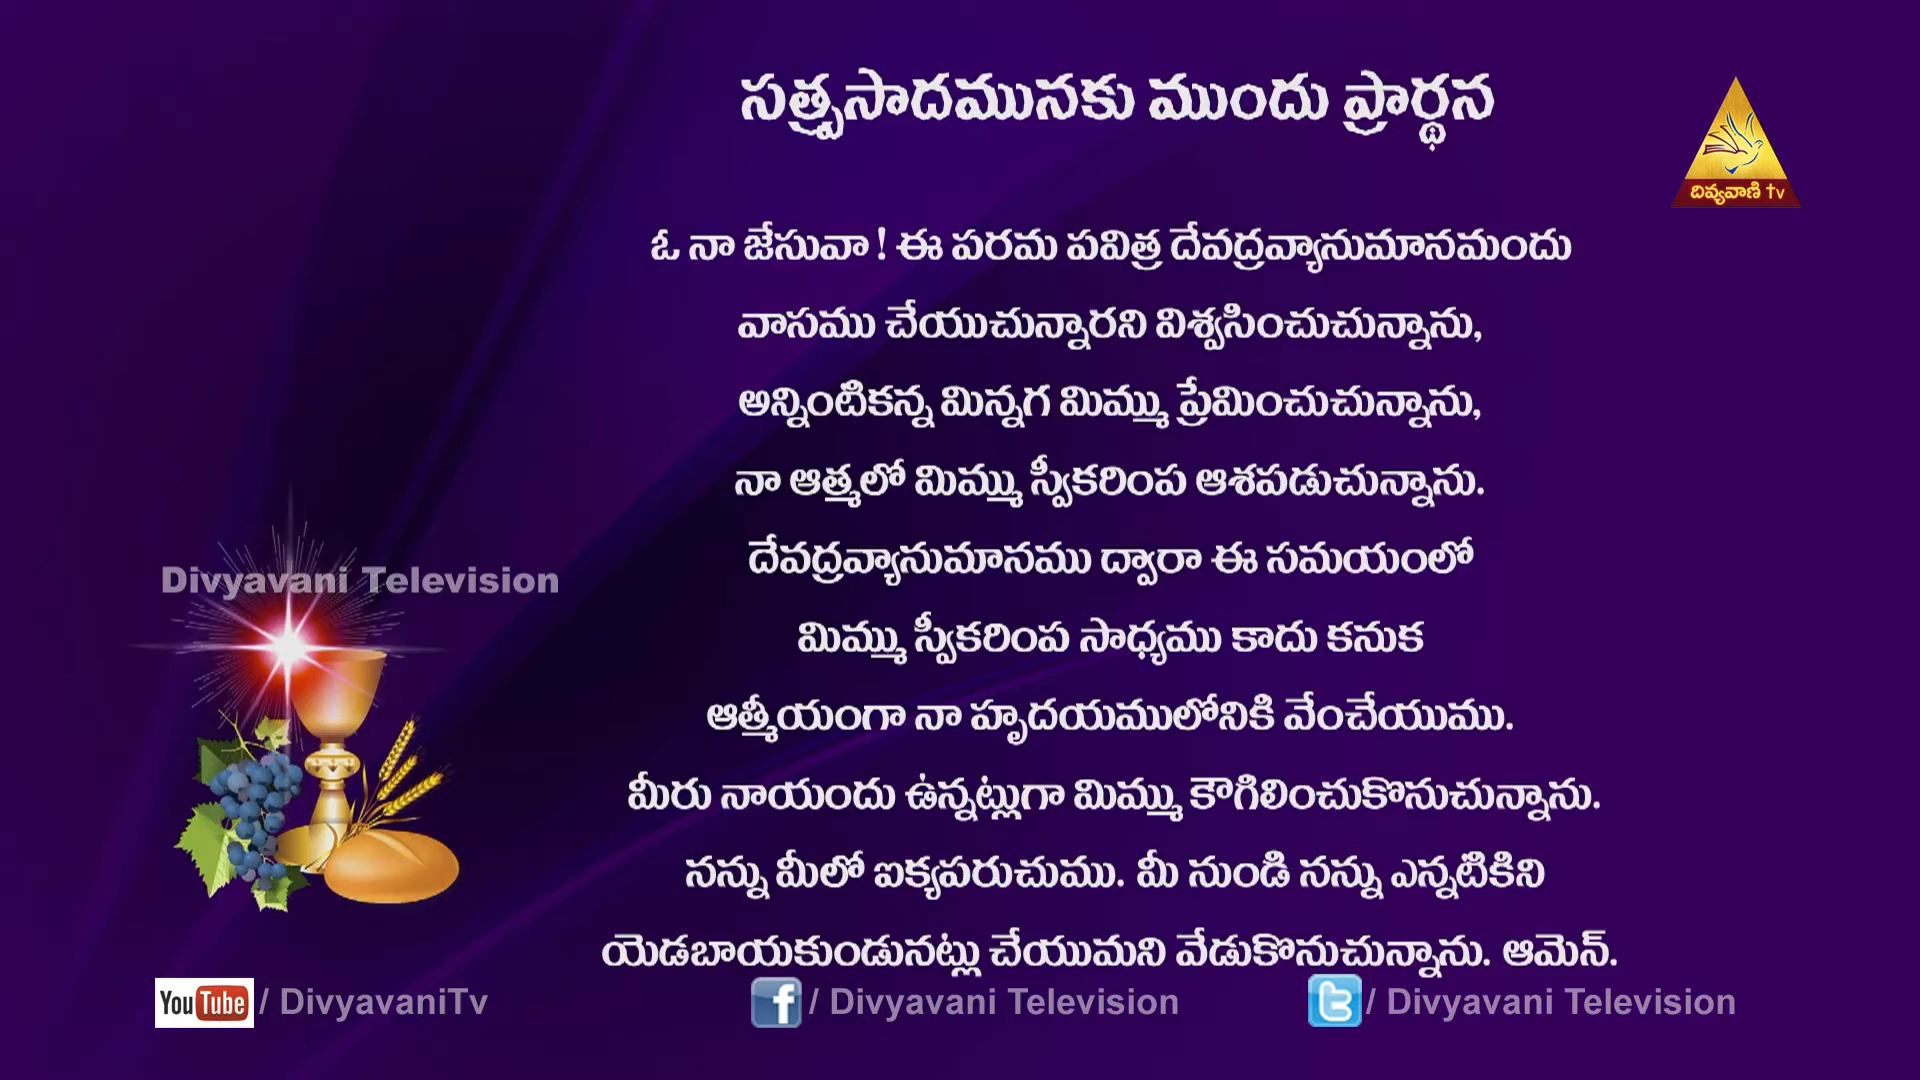 సత్ప్రసాదమునకు ముందు ప్రార్థన
దివ్యవాణి tv
ఓ నా జేసువా! ఈ పరమ పవిత్ర దేవద్రవ్యానుమానమందు
వాసము చేయుచున్నారని విశ్వసించుచున్నాను,
అన్నింటికన్న మిన్నగ మిమ్ము ప్రేమించుచున్నాను,
నా ఆత్మలో మిమ్ము స్వీకరింప ఆశపడుచున్నాను.
దేవద్రవ్యానుమానము ద్వారా ఈ సమయంలో
Divyavani Television
మిమ్ము స్వీకరింప సాధ్యము కాదు కనుక
ఆత్మీయంగా నా హృదయములోనికి వేంచేయుము.
మీరు నాయందు ఉన్నట్లుగా మిమ్ము కౌగిలించుకొనుచున్నాను.
నన్ను మీలో ఐక్యపరుచుము. మీ నుండి నన్ను ఎన్నటికిని
యెడబాయకుండునట్లు చేయుమని వేడుకొనుచున్నాను. ఆమెన్.
YouTube / DivyavaniTv
f / Divyavani Television
t / Divyavani Television